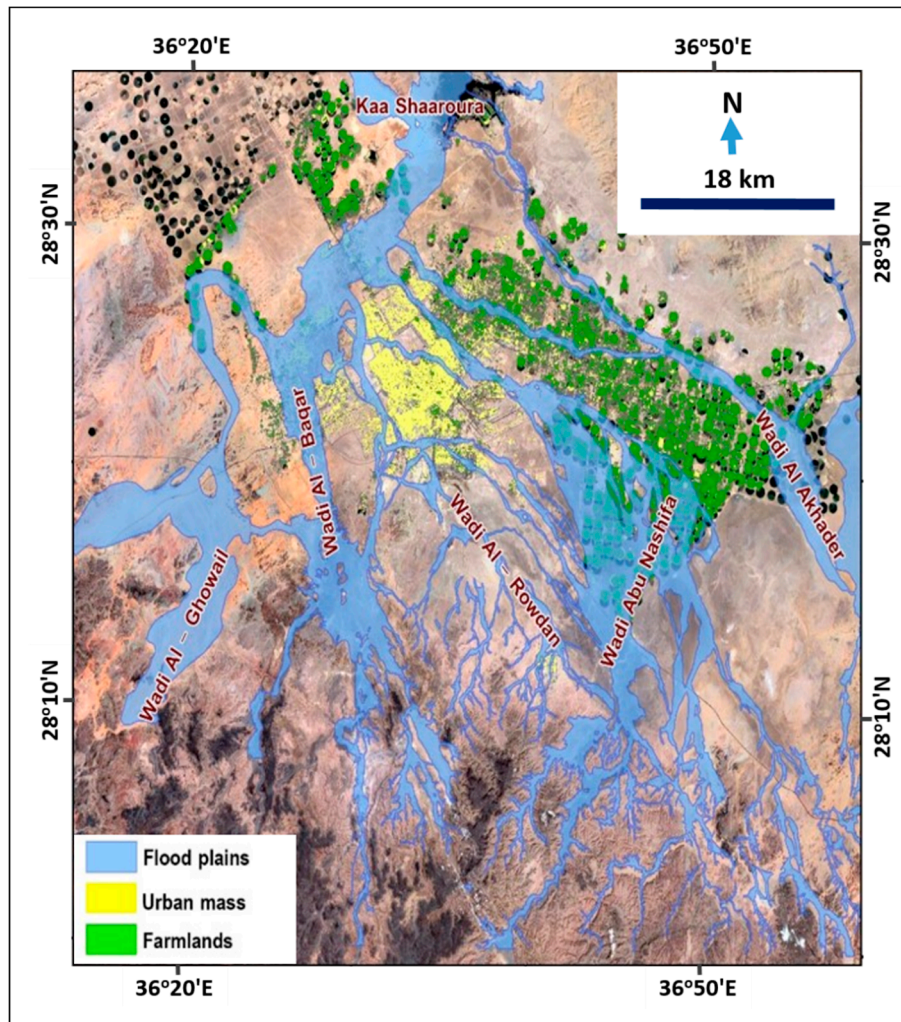 36°20'E
36°50'E
Kaa Shaaroura
N
18 km
28°30'N
28°30'N
Wadi Al – Baqar
Wadi Al Akhader
Wadi Al – Rowdan
Wadi Abu Nashifa
Wadi Al – Ghowail
28°10'N
28°10'N
Flood plains
Urban mass
Farmlands
36°20'E
36°50'E